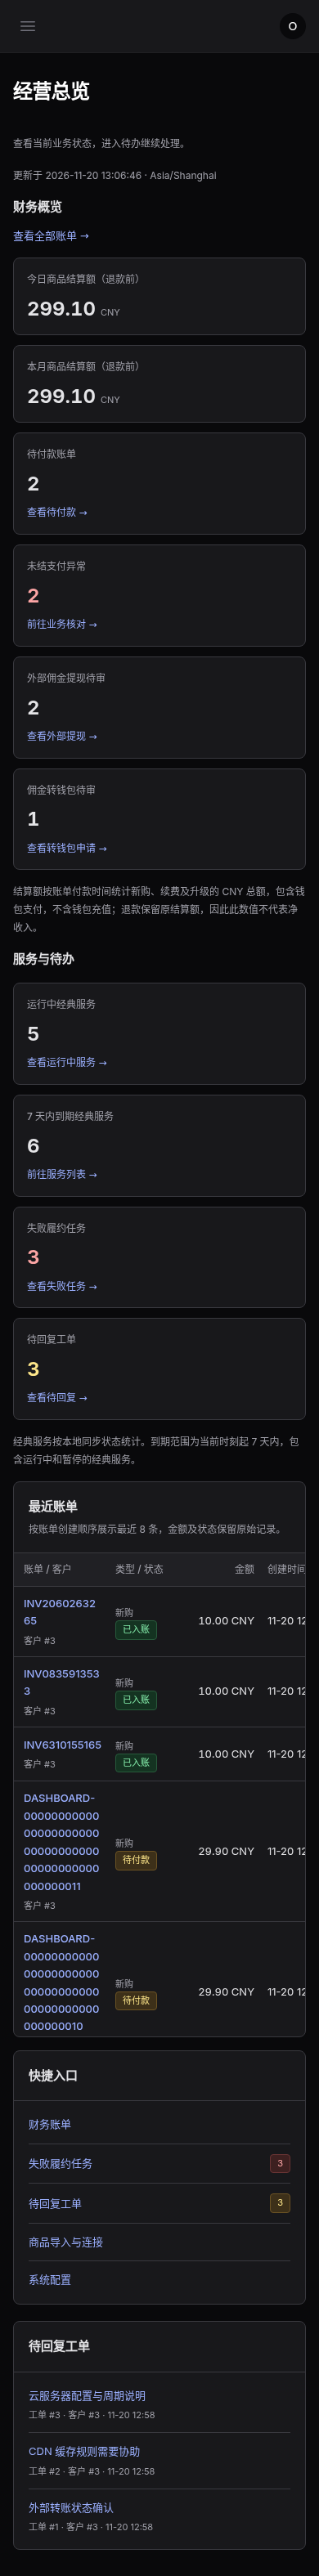 O
经营总览
查看当前业务状态，进入待办继续处理。
更新于 2026-11-20 13:06:46 · Asia/Shanghai
财务概览
查看全部账单 →
今日商品结算额（退款前）
299.10 CNY
本月商品结算额（退款前）
299.10 CNY
待付款账单
2
查看待付款 →
未结支付异常
2
前往业务核对 →
外部佣金提现待审
2
查看外部提现 →
佣金转钱包待审
1
查看转钱包申请 →
结算额按账单付款时间统计新购、续费及升级的 CNY 总额，包含钱
包支付，不含钱包充值；退款保留原结算额，因此此数值不代表净
收入。
服务与待办
运行中经典服务
5
查看运行中服务 →
7 天内到期经典服务
6
前往服务列表 →
失败履约任务
3
查看失败任务 →
待回复工单
3
查看待回复 →
经典服务按本地同步状态统计。到期范围为当前时刻起 7 天内，包
含运行中和暂停的经典服务。
最近账单
按账单创建顺序展示最近 8 条，金额及状态保留原始记录。
账单 / 客户 类型 / 状态 金额 创建时间
INV20602632
65
客户 #3
新购
已入账
10.00 CNY 11-20 12
INV083591353
3
客户 #3
新购
已入账
10.00 CNY 11-20 12
INV6310155165
客户 #3
新购
已入账
10.00 CNY 11-20 12
DASHBOARD-
00000000000
00000000000
00000000000
00000000000
000000011
客户 #3
新购
待付款
29.90 CNY 11-20 12
DASHBOARD-
00000000000
00000000000
00000000000
00000000000
000000010
新购
待付款
29.90 CNY 11-20 12
快捷入口
财务账单
失败履约任务 3
待回复工单 3
商品导入与连接
系统配置
待回复工单
云服务器配置与周期说明
工单 #3 · 客户 #3 · 11-20 12:58
CDN 缓存规则需要协助
工单 #2 · 客户 #3 · 11-20 12:58
外部转账状态确认
工单 #1 · 客户 #3 · 11-20 12:58